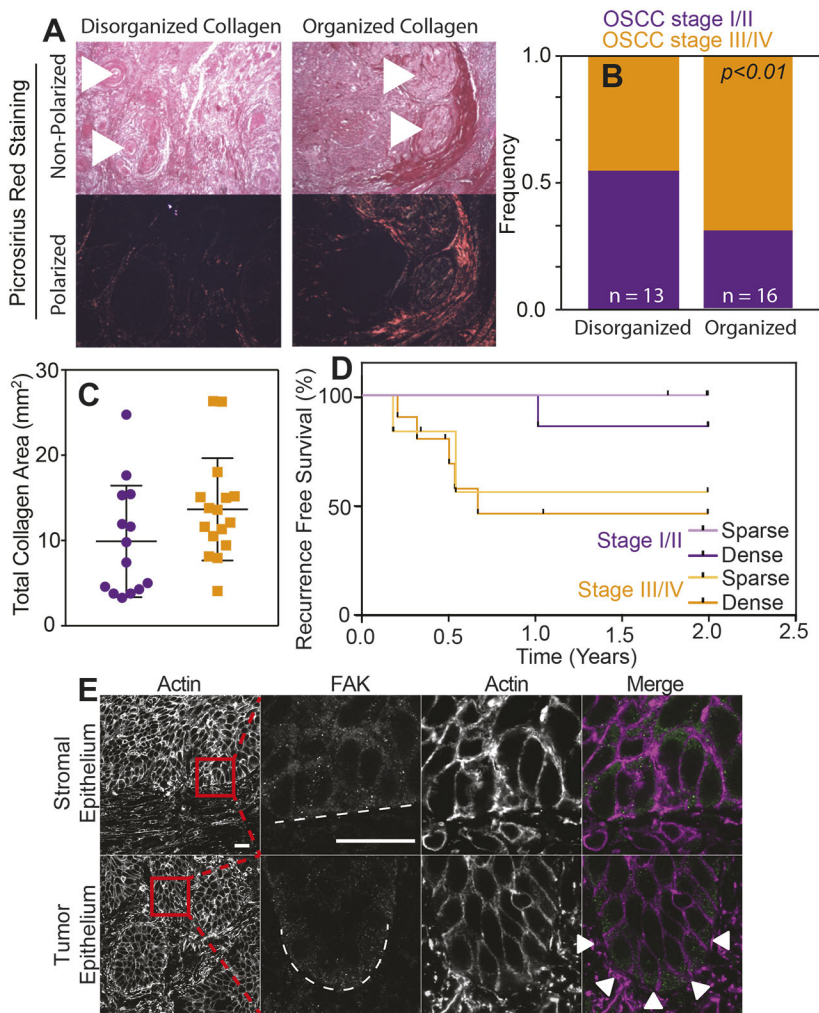 A
Disorganized Collagen
Organized Collagen
Picrosirius Red Staining
Non-Polarized
Polarized
OSCC stage I/II
OSCC stage III/IV
B
p<0.01
Frequency
1.0
0.5
0.0
n = 13
n = 16
Disorganized
Organized
C
Total Collagen Area (mm²)
30
20
10
0
D
Recurrence Free Survival (%)
100
50
0
0.0
0.5
1.0
1.5
2.0
2.5
Time (Years)
Stage I/II
Sparse
Dense
Stage III/IV
Sparse
Dense
E
Actin
FAK
Actin
Merge
Stromal
Epithelium
Tumor
Epithelium